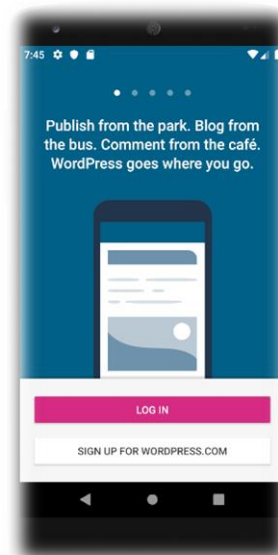 7:45
Publish from the park. Blog from
the bus. Comment from the café.
WordPress goes where you go.
LOG IN
SIGN UP FOR WORDPRESS.COM